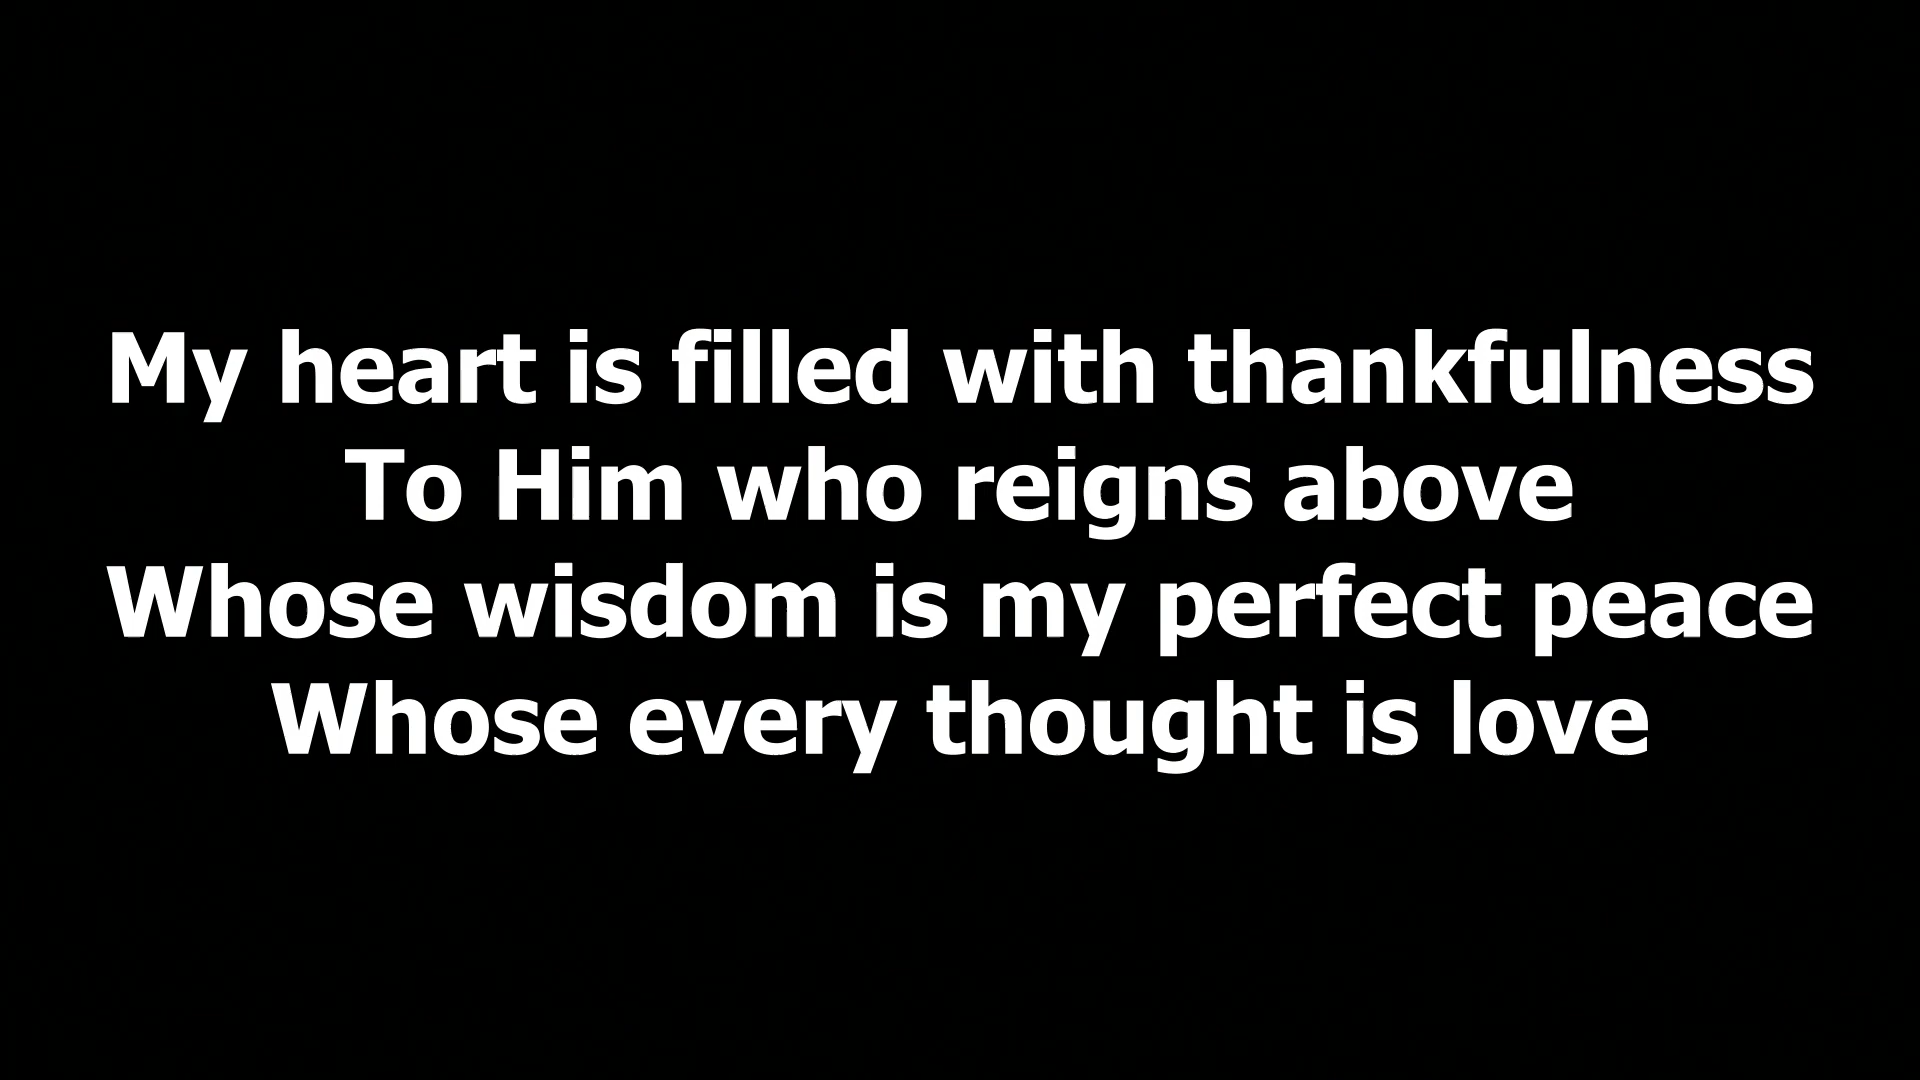 My heart is filled with thankfulness
To Him who reigns above
Whose wisdom is my perfect peace
Whose every thought is love